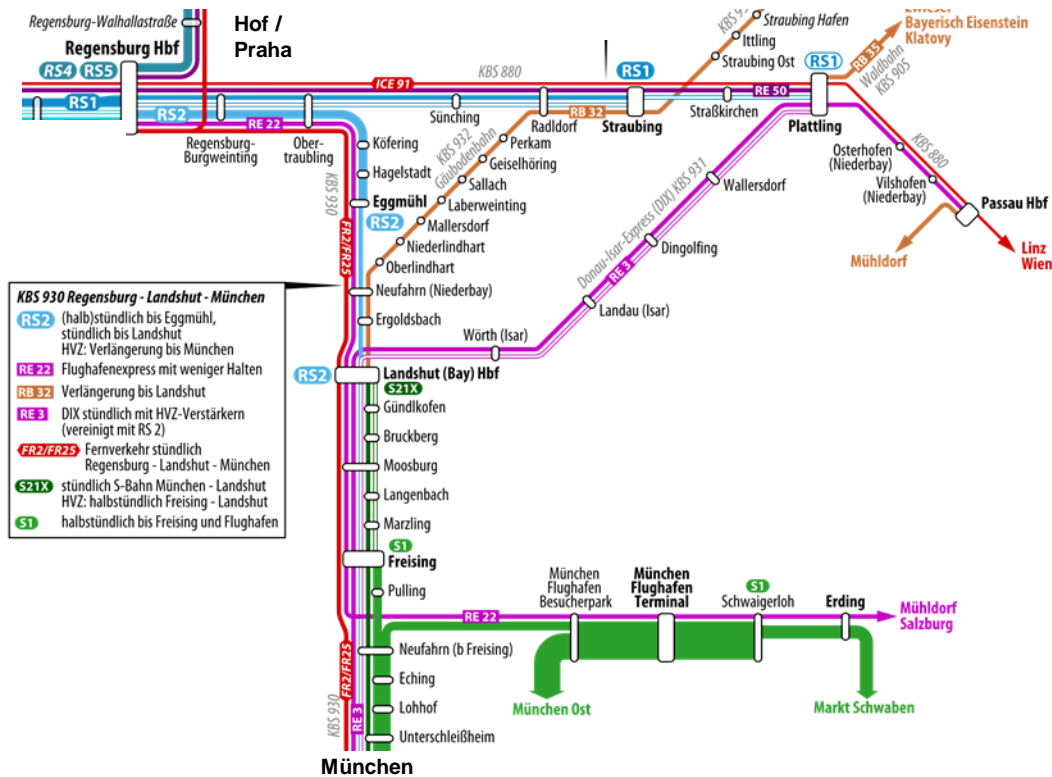 Regensburg-Walhallastraße
Hof /
Praha
Regensburg Hbf
RS4
RS5
RS1
RS2
RE 22
ICE 91
KBS 880
Regensburg-
Burgweinting
Ober-
traubling
Sünching
Radldorf
RS1
Straubing
RB 32
Straßkirchen
RE 50
RS1
Plattling
Straubing Hafen
Ittling
Straubing Ost
Bayerisch Eisenstein
Klatovy
RB 35
Waldbahn
KBS 905
Köfering
Hagelstadt
Eggmühl
RS2
KBS 930
FR2/FR25
KBS 932
Gäubodenbahn
Perkam
Geiselhöring
Sallach
Laberweinting
Mallersdorf
Niederlindhart
Oberlindhart
Neufahrn (Niederbay)
Ergoldsbach
Donau-Isar-Express (DIX) KBS 931
RE 3
Wallersdorf
Dingolfing
Landau (Isar)
Wörth (Isar)
Osterhofen
(Niederbay)
Vilshofen
(Niederbay)
KBS 880
Passau Hbf
Mühldorf
Linz
Wien
KBS 930 Regensburg - Landshut - München
RS2 (halb)stündlich bis Eggmühl,
stündlich bis Landshut
HVZ: Verlängerung bis München
RE 22 Flughafenexpress mit weniger Halten
RB 32 Verlängerung bis Landshut
RE 3 DIX stündlich mit HVZ-Verstärkern
(vereinigt mit RS 2)
FR2/FR25 Fernverkehr stündlich
Regensburg - Landshut - München
S21X stündlich S-Bahn München - Landshut
HVZ: halbstündlich Freising - Landshut
S1 halbstündlich bis Freising und Flughafen
RS2
Landshut (Bay) Hbf
S21X
Gündlkofen
Bruckberg
Moosburg
Langenbach
Marzling
S1
Freising
Pulling
RE 22
München
Flughafen
Besucherpark
München
Flughafen
Terminal
S1
Schwaigerloh
Erding
Mühldorf
Salzburg
Neufahrn (b Freising)
Eching
Lohhof
Unterschleißheim
München Ost
Markt Schwaben
FR2/FR25
KBS 930
RE 3
München